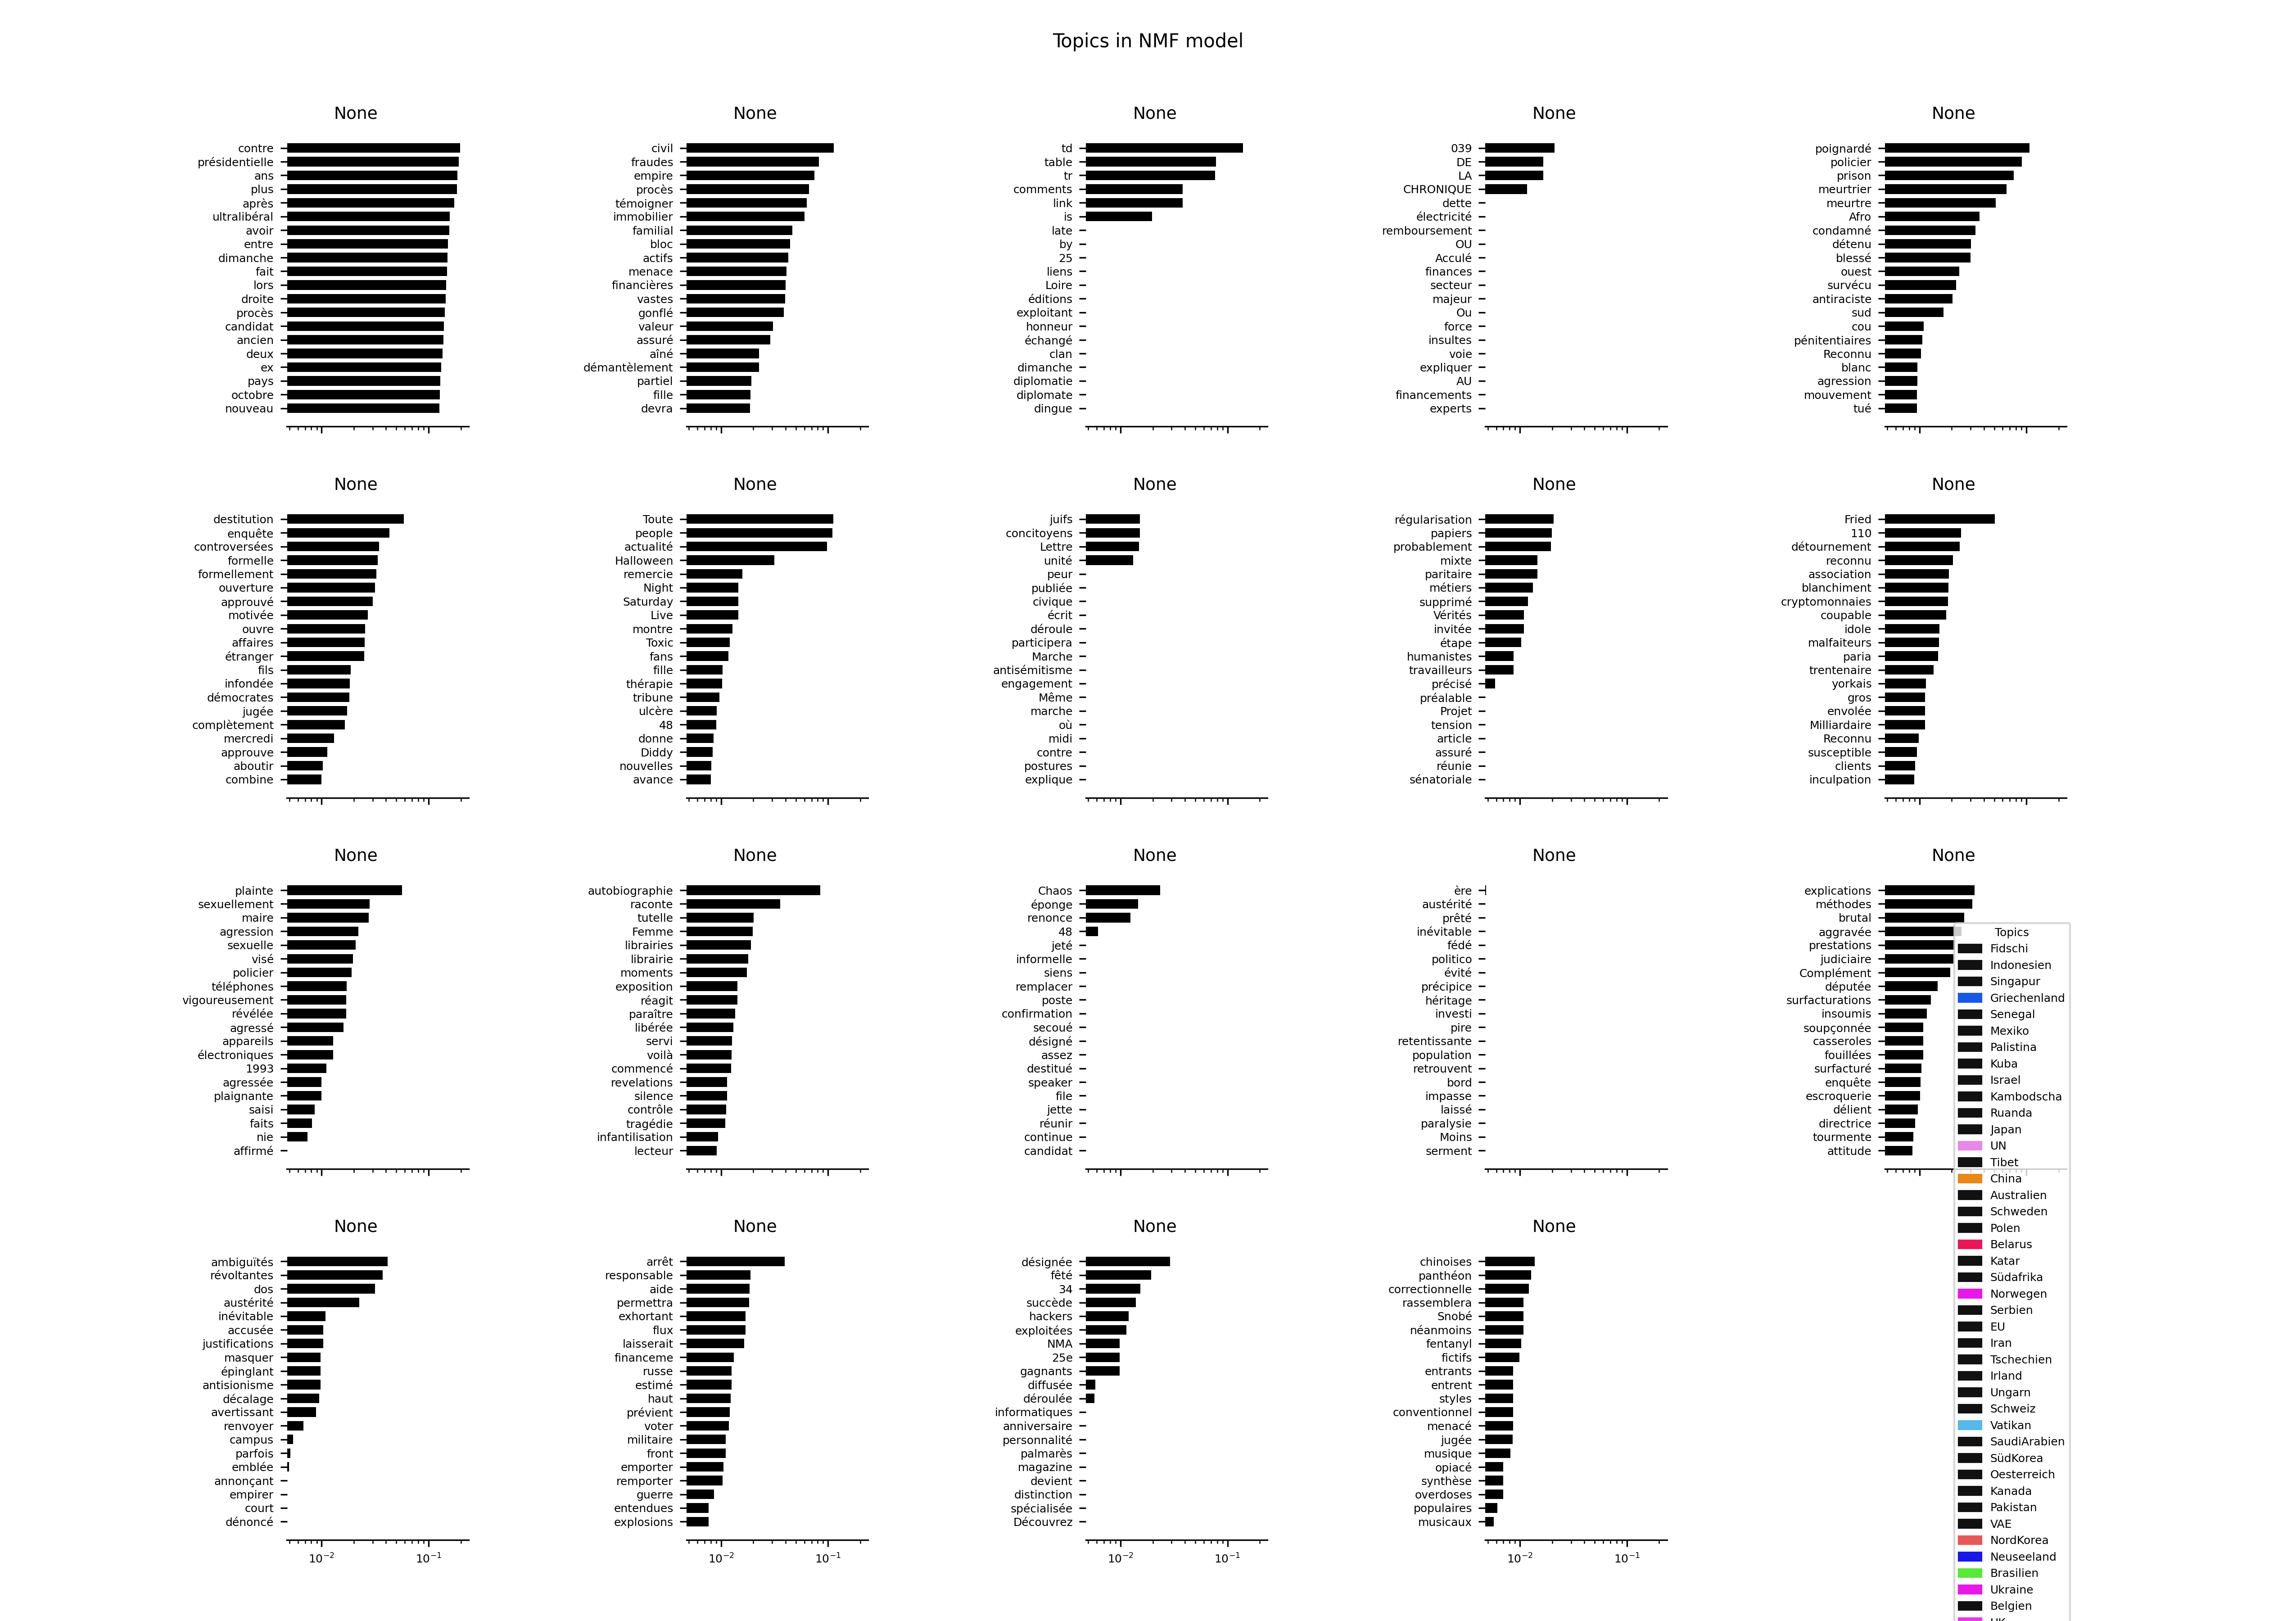 Topics in NMF model
None
contre
présidentielle
ans
plus
après
ultralibéral
avoir
entre
dimanche
fait
lors
droite
procès
candidat
ancien
deux
ex
pays
octobre
nouveau
None
civil
fraudes
empire
procès
témoigner
immobilier
familial
bloc
actifs
menace
financières
vastes
gonflé
valeur
assuré
aîné
démantèlement
partiel
fille
devra
None
td
table
tr
comments
link
is
late
by
25
liens
Loire
éditions
exploitant
honneur
échangé
clan
dimanche
diplomatie
diplomate
dingue
None
039
DE
LA
CHRONIQUE
dette
électricité
remboursement
OU
Acculé
finances
secteur
majeur
Ou
force
insultes
voie
expliquer
AU
financements
experts
None
poignardé
policier
prison
meurtrier
meurtre
Afro
condamné
détenu
blessé
ouest
survécu
antiraciste
sud
cou
pénitentiaires
Reconnu
blanc
agression
mouvement
tué
None
destitution
enquête
controversées
formelle
formellement
ouverture
approuvé
motivée
ouvre
affaires
étranger
fils
infondée
démocrates
jugée
complètement
mercredi
approuve
aboutir
combine
None
Toute
people
actualité
Halloween
remercie
Night
Saturday
Live
montre
Toxic
fans
fille
thérapie
tribune
ulcère
48
donne
Diddy
nouvelles
avance
None
juifs
concitoyens
Lettre
unité
peur
publiée
civique
écrit
déroule
participera
Marche
antisémitisme
engagement
Même
marche
où
midi
contre
postures
explique
None
régularisation
papiers
probablement
mixte
paritaire
métiers
supprimé
Vérités
invitée
étape
humanistes
travailleurs
précisé
préalable
Projet
tension
article
assuré
réunie
sénatoriale
None
Fried
110
détournement
reconnu
association
blanchiment
cryptomonnaies
coupable
idole
malfaiteurs
paria
trentenaire
yorkais
gros
envolée
Milliardaire
Reconnu
susceptible
clients
inculpation
None
plainte
sexuellement
maire
agression
sexuelle
visé
policier
téléphones
vigoureusement
révélée
agressé
appareils
électroniques
1993
agressée
plaignante
saisi
faits
nie
affirmé
None
autobiographie
raconte
tutelle
Femme
librairies
librairie
moments
exposition
réagit
paraître
libérée
servi
voilà
commencé
revelations
silence
contrôle
tragédie
infantilisation
lecteur
None
Chaos
éponge
renonce
48
jeté
informelle
siens
remplacer
poste
confirmation
secoué
désigné
assez
destitué
speaker
file
jette
réunir
continue
candidat
None
ère
austérité
prêté
inévitable
fédé
politico
évité
précipice
héritage
investi
pire
retentissante
population
retrouvent
bord
impasse
laissé
paralysie
Moins
serment
None
explications
méthodes
brutal
aggravée
prestations
judiciaire
Complément
députée
surfacturations
insoumis
soupçonnée
casseroles
fouillées
surfacturé
enquête
escroquerie
délient
directrice
tourmente
attitude
None
ambiguïtés
révoltantes
dos
austérité
inévitable
accusée
justifications
masquer
épinglant
antisionisme
décalage
avertissant
renvoyer
campus
parfois
emblée
annonçant
empirer
court
dénoncé
10⁻² 10⁻¹
None
arrêt
responsable
aide
permettra
exhortant
flux
laisserait
financeme
russe
estimé
haut
prévient
voter
militaire
front
emporter
remporter
guerre
entendues
explosions
10⁻² 10⁻¹
None
désignée
fêté
34
succède
hackers
exploitées
NMA
25e
gagnants
diffusée
déroulée
informatiques
anniversaire
personnalité
palmarès
magazine
devient
distinction
spécialisée
Découvrez
10⁻² 10⁻¹
None
chinoises
panthéon
correctionnelle
rassemblera
Snobé
néanmoins
fentanyl
fictifs
entrants
entrent
styles
conventionnel
menacé
jugée
musique
opiacé
synthèse
overdoses
populaires
musicaux
10⁻² 10⁻¹
Topics
Fidschi
Indonesien
Singapur
Griechenland
Senegal
Mexiko
Palistina
Kuba
Israel
Kambodscha
Ruanda
Japan
UN
Tibet
China
Australien
Schweden
Polen
Belarus
Katar
Südafrika
Norwegen
Serbien
EU
Iran
Tschechien
Irland
Ungarn
Schweiz
Vatikan
SaudiArabien
SüdKorea
Oesterreich
Kanada
Pakistan
VAE
NordKorea
Neuseeland
Brasilien
Ukraine
Belgien